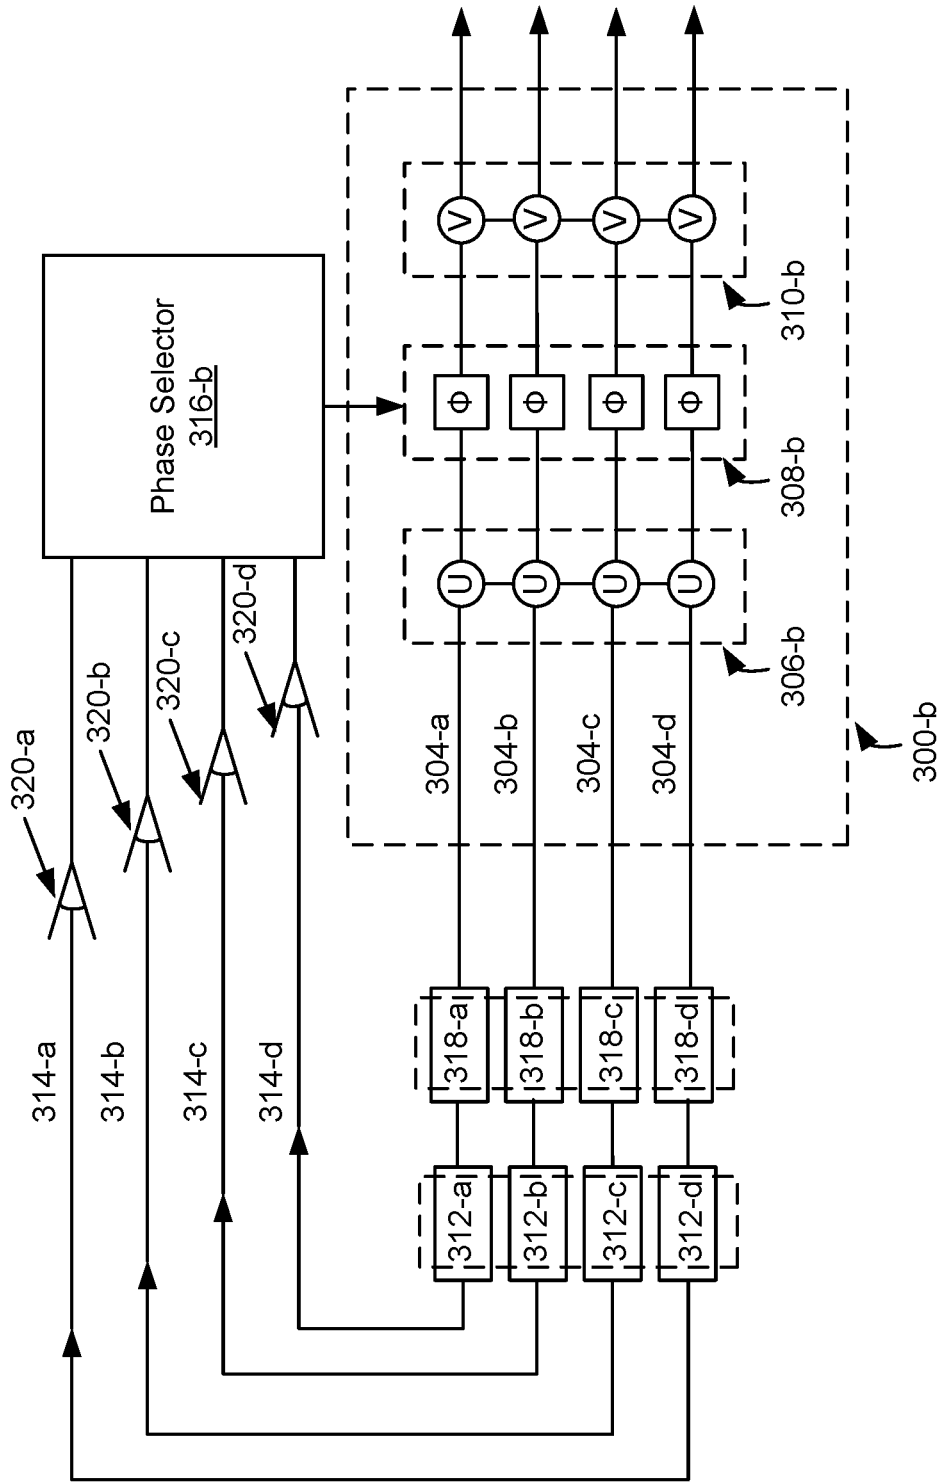 Phase Selector
316-b
320-a
320-b
320-c
320-d
314-a
314-b
314-c
314-d
304-a
304-b
304-c
304-d
312-a
312-b
312-c
312-d
318-a
318-b
318-c
318-d
U
U
U
U
Φ
Φ
Φ
Φ
V
V
V
V
306-b
308-b
310-b
300-b